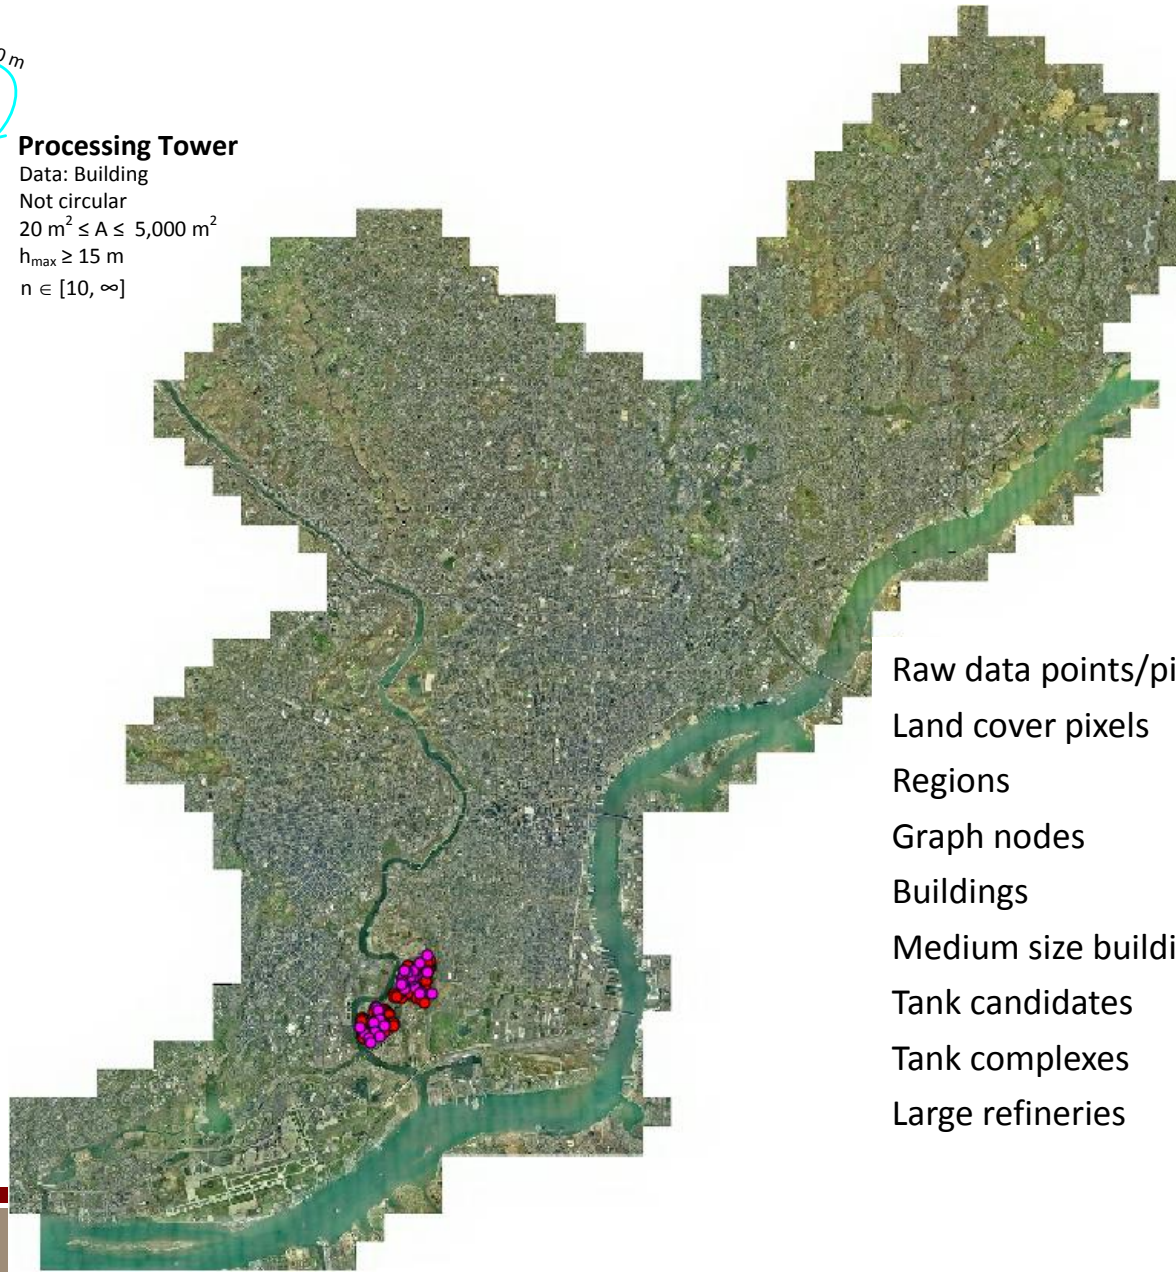 0 m
Processing Tower
Data: Building
Not circular
20 m² ≤ A ≤ 5,000 m²
hmax ≥ 15 m
n ∈ [10, ∞]
Raw data points/pi
Land cover pixels
Regions
Graph nodes
Buildings
Medium size buildi
Tank candidates
Tank complexes
Large refineries